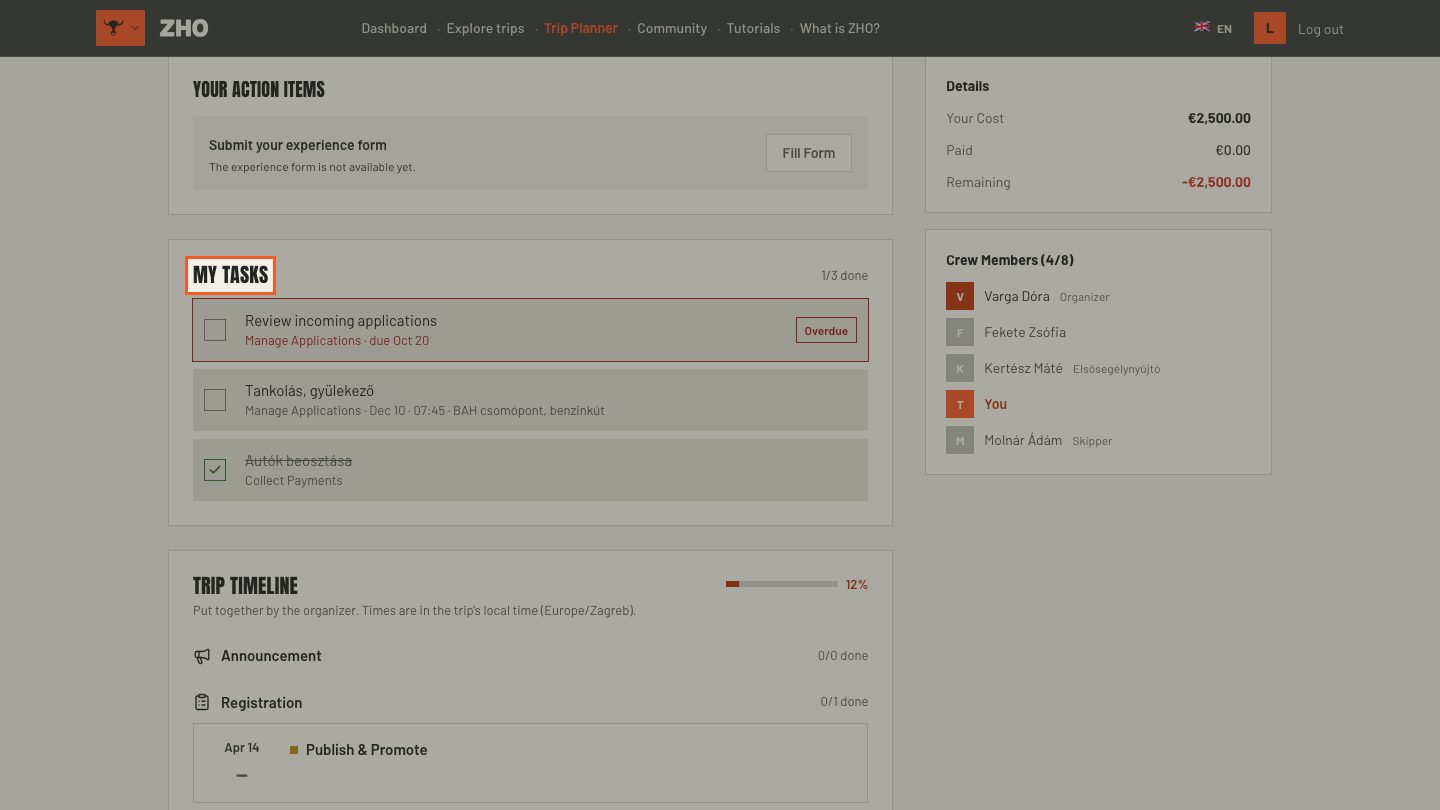 ZHO
Dashboard · Explore trips · Trip Planner · Community · Tutorials · What is ZHO?
EN
L
Log out
YOUR ACTION ITEMS
Submit your experience form
The experience form is not available yet.
Fill Form
MY TASKS
1/3 done
Review incoming applications
Manage Applications · due Oct 20
Overdue
Tankolás, gyülekező
Manage Applications · Dec 10 · 07:45 · BAH csomópont, benzinkút
Autók beosztása
Collect Payments
TRIP TIMELINE
12%
Put together by the organizer. Times are in the trip's local time (Europe/Zagreb).
Announcement
0/0 done
Registration
0/1 done
Apr 14
Publish & Promote
—
Details
Your Cost €2,500.00
Paid €0.00
Remaining -€2,500.00
Crew Members (4/8)
V Varga Dóra Organizer
F Fekete Zsófia
K Kertész Máté Elsősegélynyújtó
T You
M Molnár Ádám Skipper